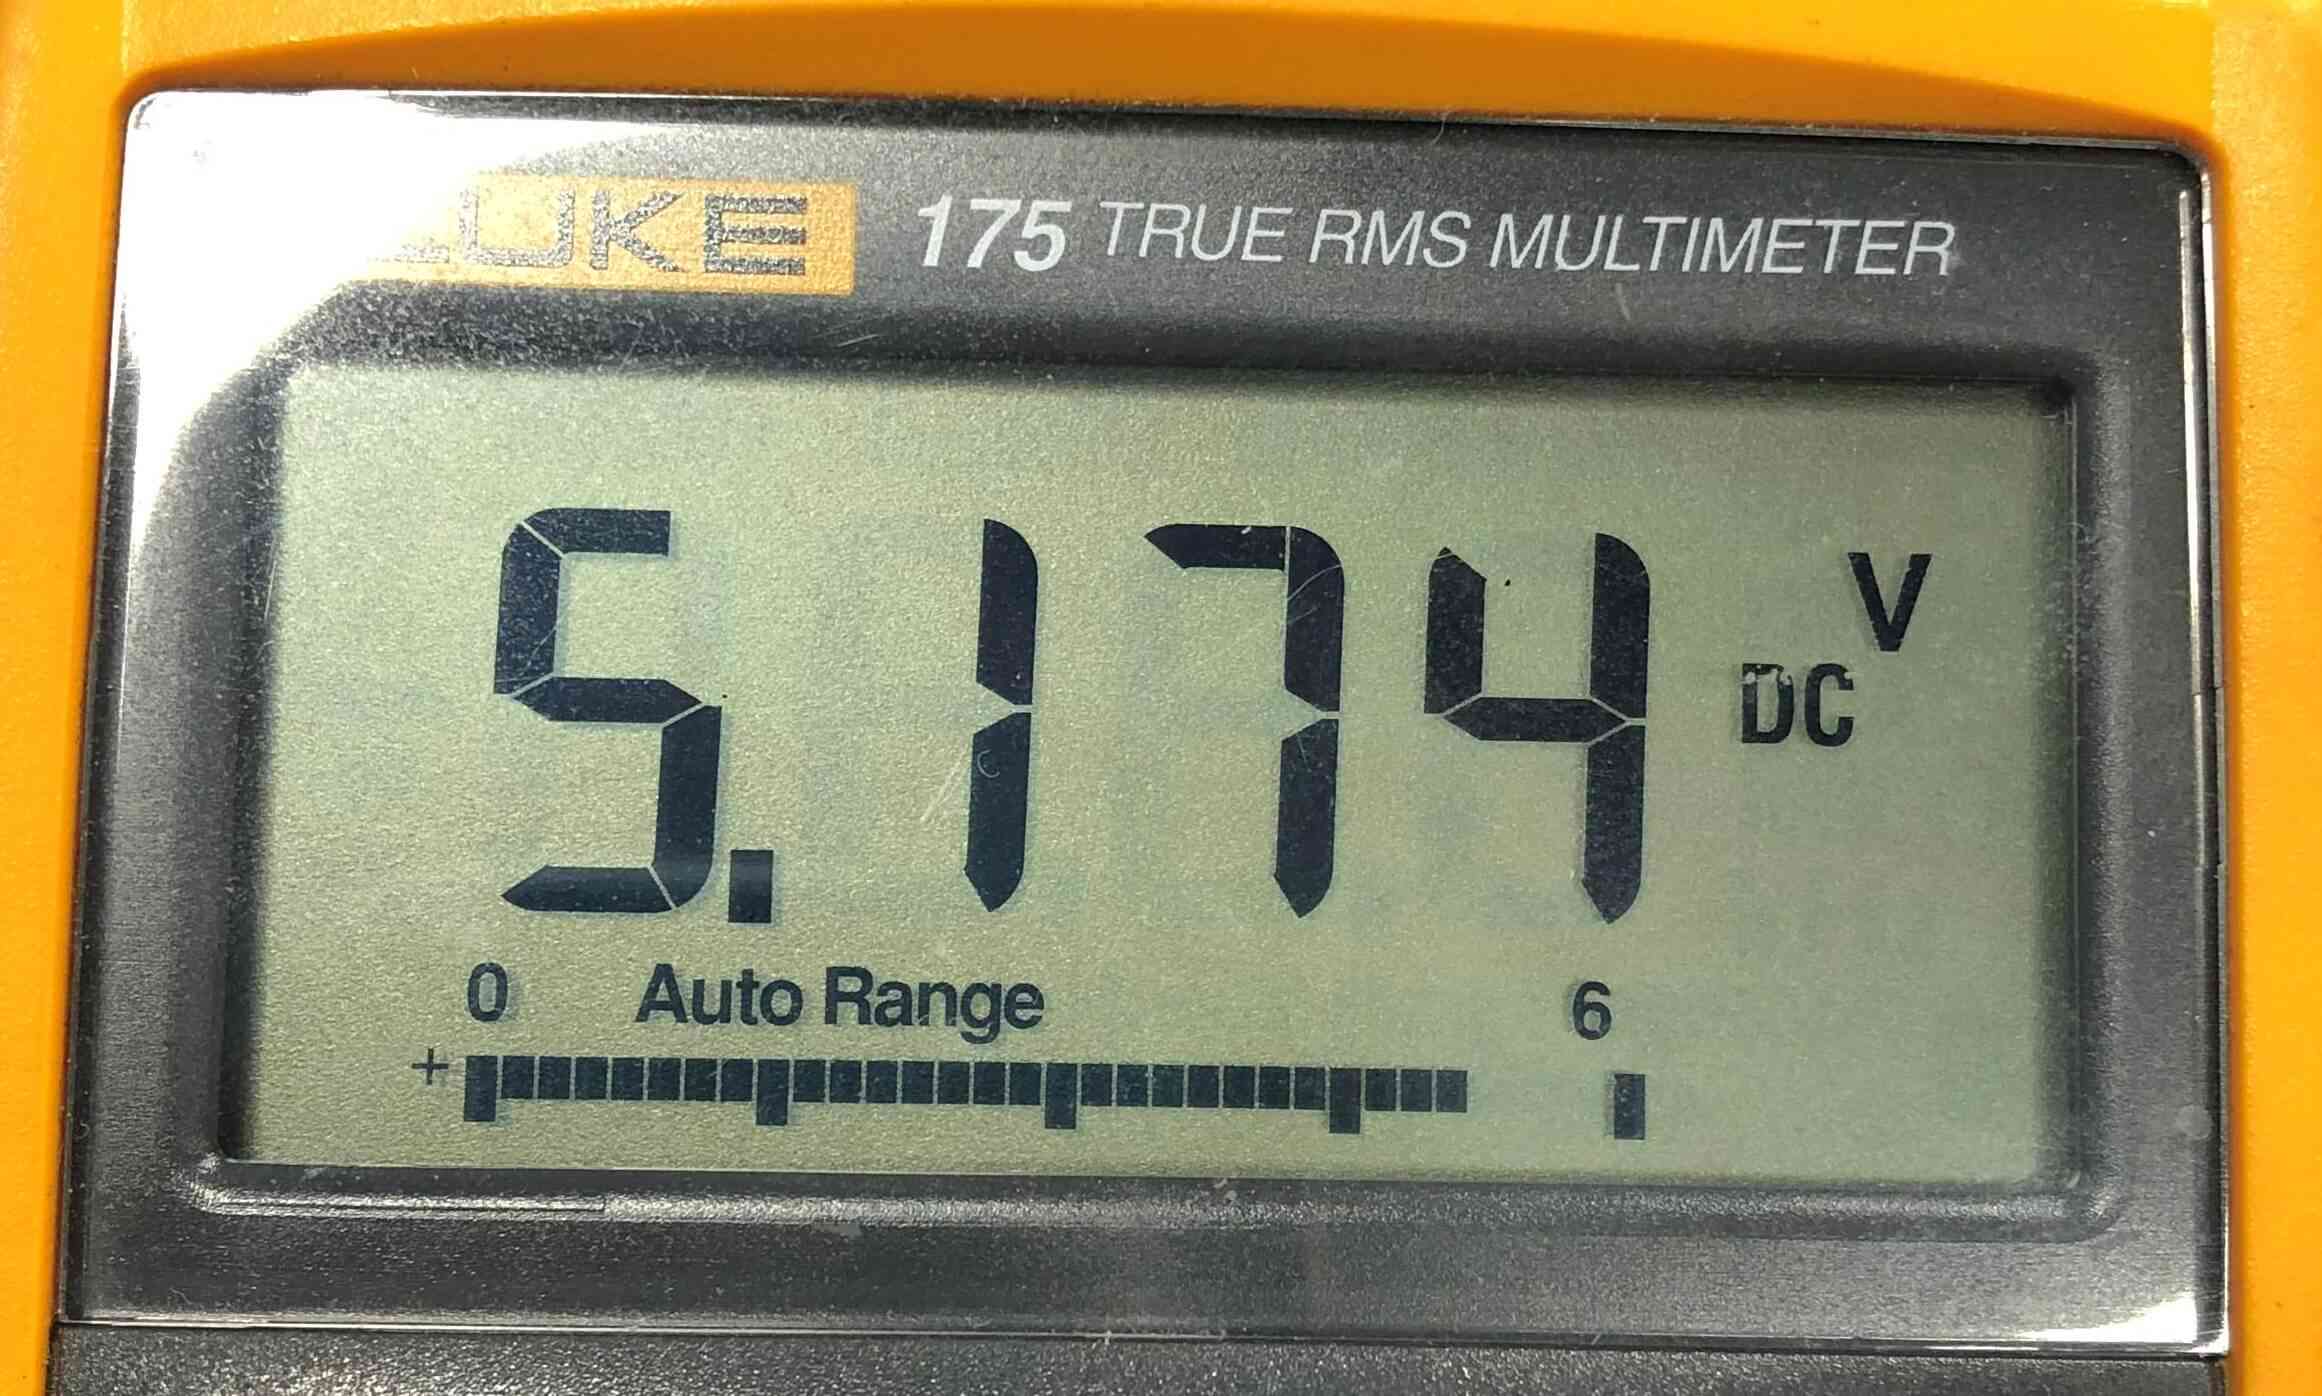 LUKE 175 TRUE RMS MULTIMETER
5.174 V
DC
0 Auto Range 6
+